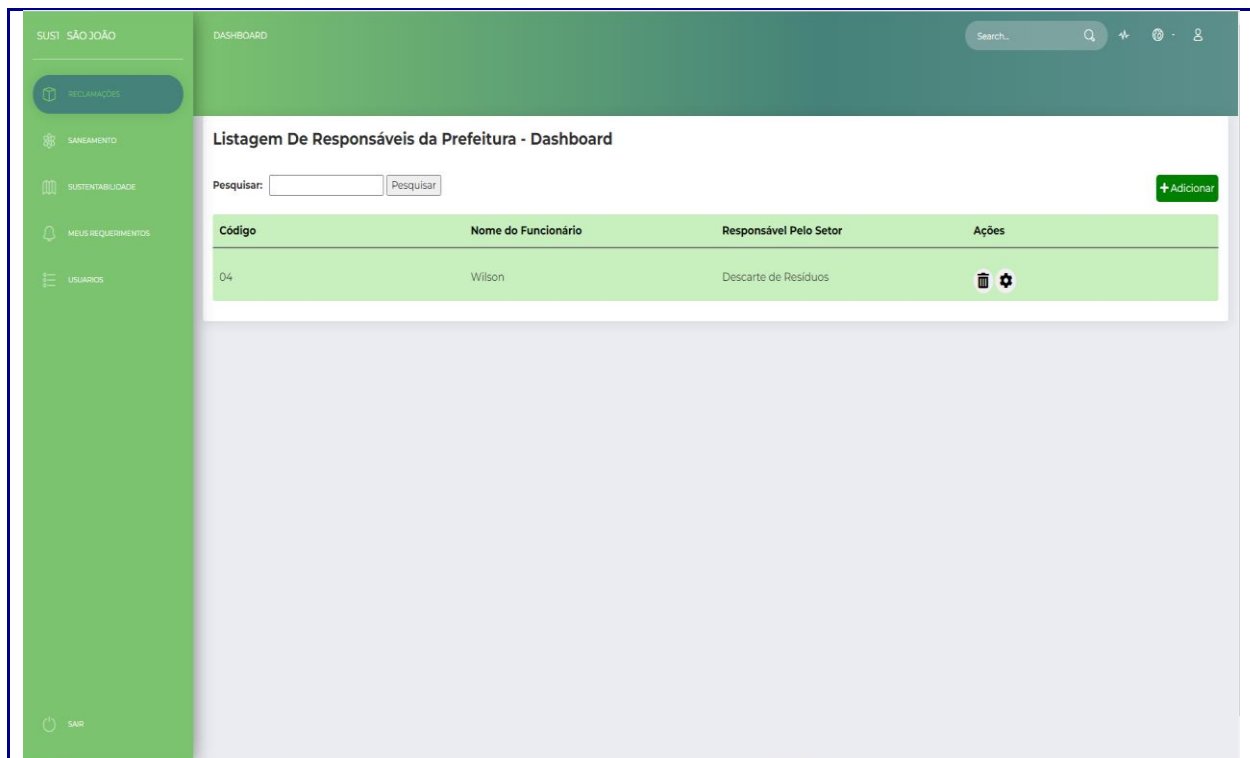 SUS1 SÃO JOÃO
DASHBOARD
Search...
RECLAMAÇÕES
SANEAMENTO
SUSTENTABILIDADE
MEUS REQUERIMENTOS
USUARIOS
SAIR
Listagem De Responsáveis da Prefeitura - Dashboard
Pesquisar: Pesquisar
+ Adicionar
Código Nome do Funcionário Responsável Pelo Setor Ações
04 Wilson Descarte de Resíduos